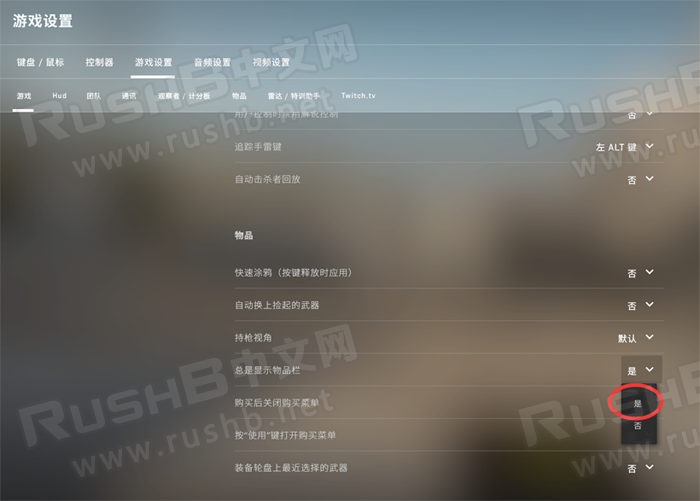 游戏设置
键盘 / 鼠标 控制器 游戏设置 音频设置 视频设置
游戏 Hud 团队 通讯 观察者 / 计分板 物品 雷达 / 特训助手 Twitch.tv
否
追踪手雷键 左 ALT 键
自动击杀者回放 否
物品
快速涂鸦（按键释放时应用） 否
自动换上捡起的武器 否
持枪视角 默认
总是显示物品栏 是
购买后关闭购买菜单 是
否
按“使用”键打开购买菜单
装备轮盘上最近选择的武器 否
RushB中文网
www.rushb.net
RushB中文网
www.rushb.net